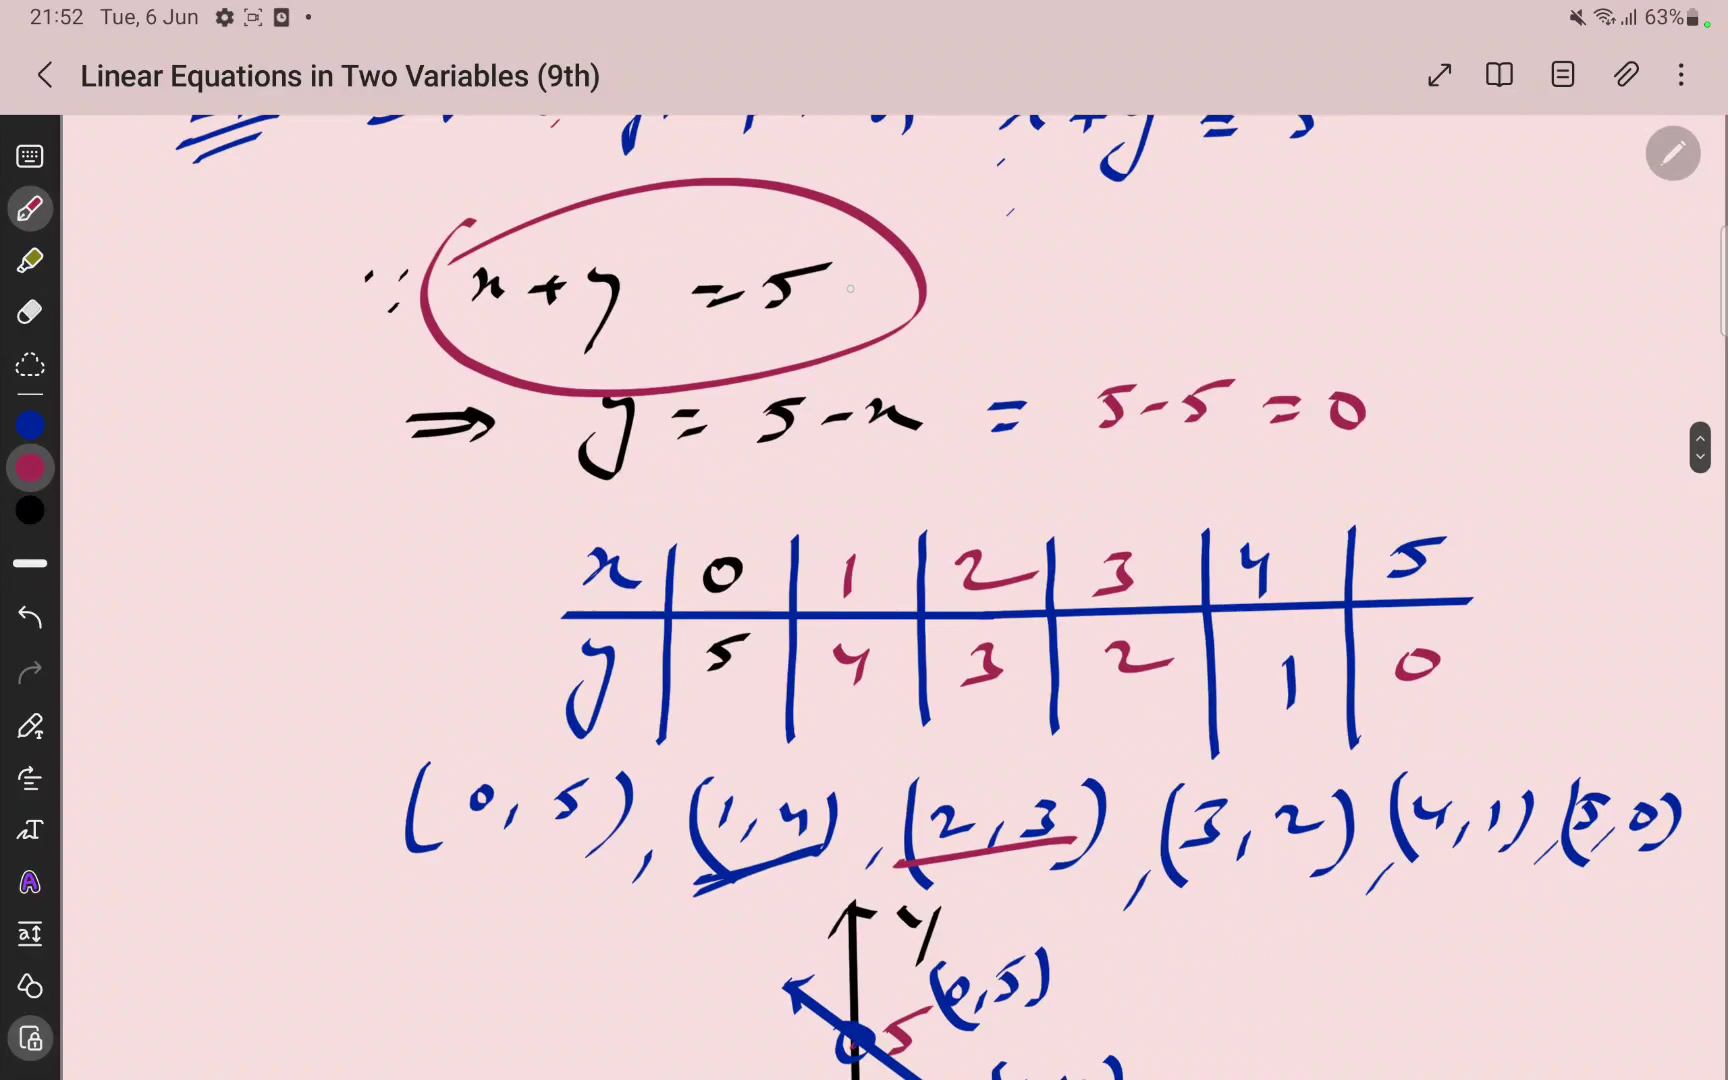 21:52 Tue, 6 Jun 63%
Linear Equations in Two Variables (9th)
x + y = 5
∵ x + y = 5
⇒ y = 5 - x = 5 - 5 = 0
x 0 1 2 3 4 5
y 5 4 3 2 1 0
(0, 5), (1, 4), (2, 3), (3, 2), (4, 1), (5, 0)
y
(0, 5)
5